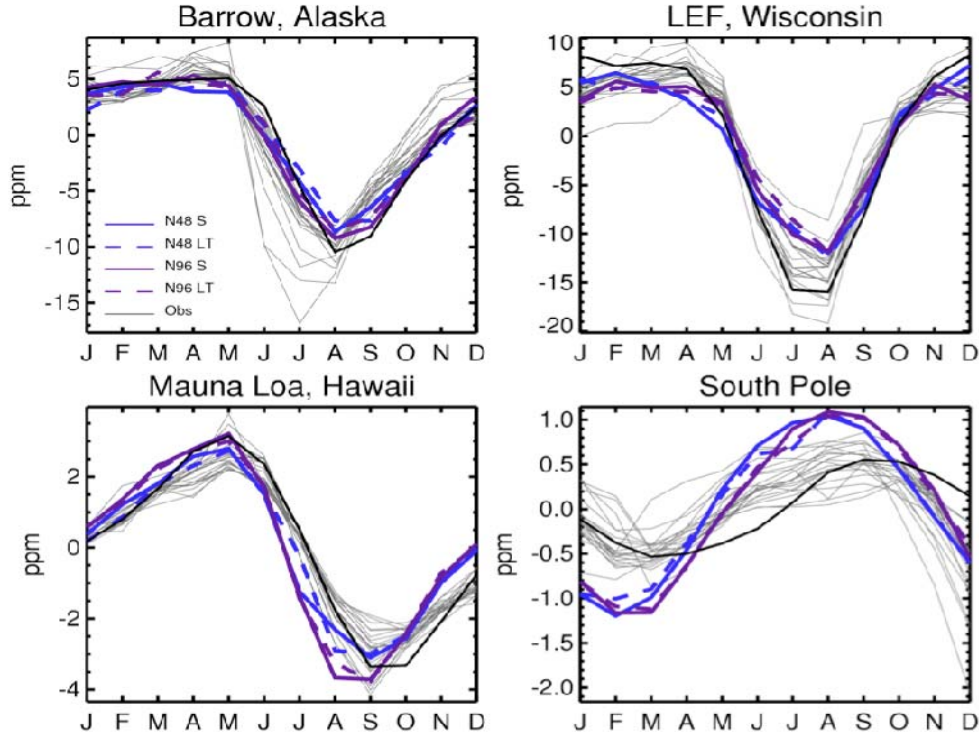 Barrow, Alaska
ppm
5
0
-5
-10
-15
N48 S
N48 LT
N96 S
N96 LT
Obs
J F M A M J J A S O N D
LEF, Wisconsin
ppm
10
5
0
-5
-10
-15
-20
J F M A M J J A S O N D
Mauna Loa, Hawaii
ppm
2
0
-2
-4
J F M A M J J A S O N D
South Pole
ppm
1.0
0.5
0.0
-0.5
-1.0
-1.5
-2.0
J F M A M J J A S O N D